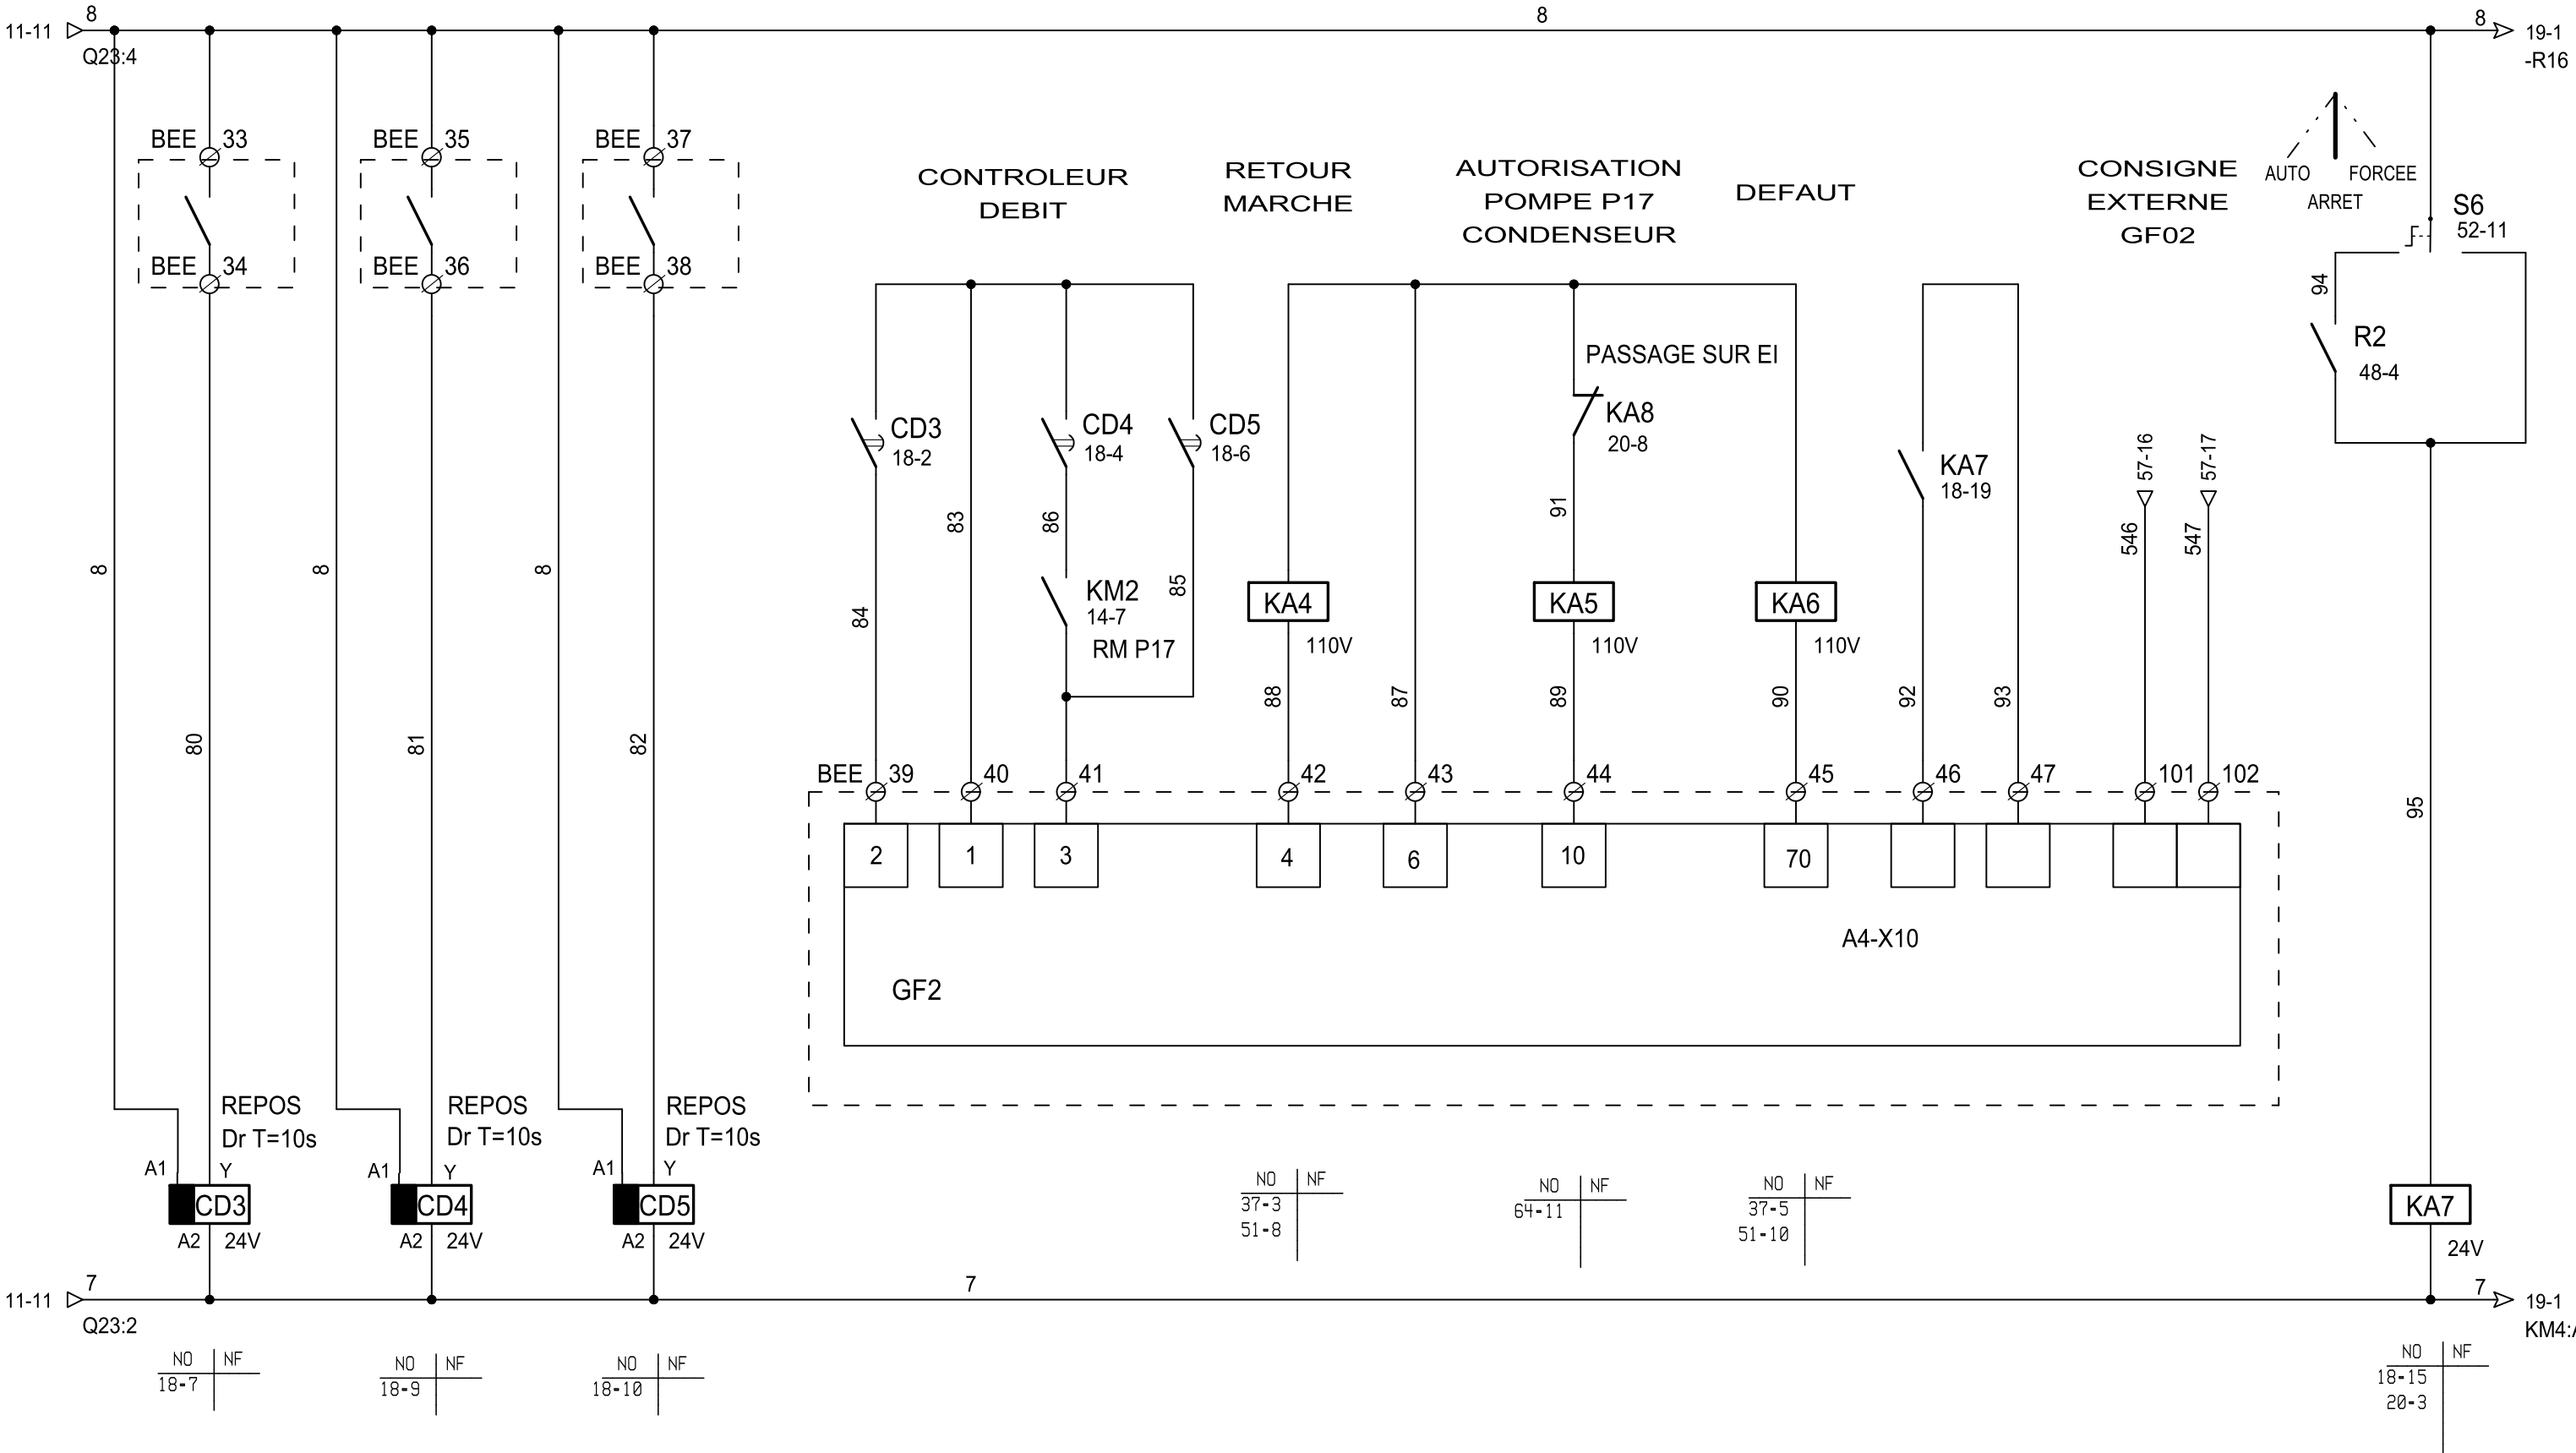 11-11
8
Q23:4
8
8
19-1
-R16
BEE 33
BEE 34
BEE 35
BEE 36
BEE 37
BEE 38
CONTROLEUR
DEBIT
RETOUR
MARCHE
AUTORISATION
POMPE P17
CONDENSEUR
DEFAUT
CONSIGNE
EXTERNE
GF02
AUTO
FORCEE
ARRET
S6
52-11
94
R2
48-4
PASSAGE SUR EI
CD3
18-2
CD4
18-4
CD5
18-6
KA8
20-8
KA7
18-19
57-16
57-17
8
8
8
84
83
86
85
91
546
547
KM2
14-7
RM P17
KA4
110V
KA5
110V
KA6
110V
80
81
82
88
87
89
90
92
93
95
BEE 39
40
41
42
43
44
45
46
47
101
102
2
1
3
4
6
10
70
A4-X10
GF2
REPOS
Dr T=10s
REPOS
Dr T=10s
REPOS
Dr T=10s
A1
Y
CD3
A2
24V
A1
Y
CD4
A2
24V
A1
Y
CD5
A2
24V
NO NF
37-3
51-8
NO NF
64-11
NO NF
37-5
51-10
KA7
24V
11-11
7
Q23:2
7
7
19-1
KM4:
NO NF
18-7
NO NF
18-9
NO NF
18-10
NO NF
18-15
20-3